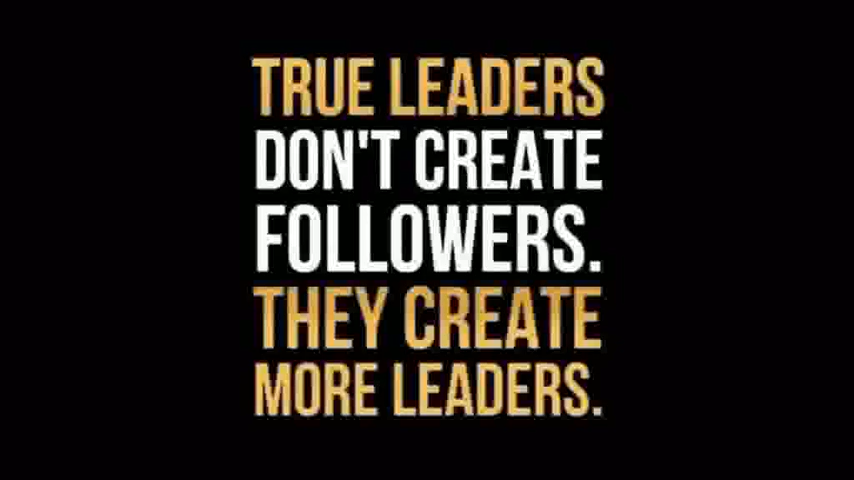 TRUE LEADERS
DON'T CREATE
FOLLOWERS.
THEY CREATE
MORE LEADERS.